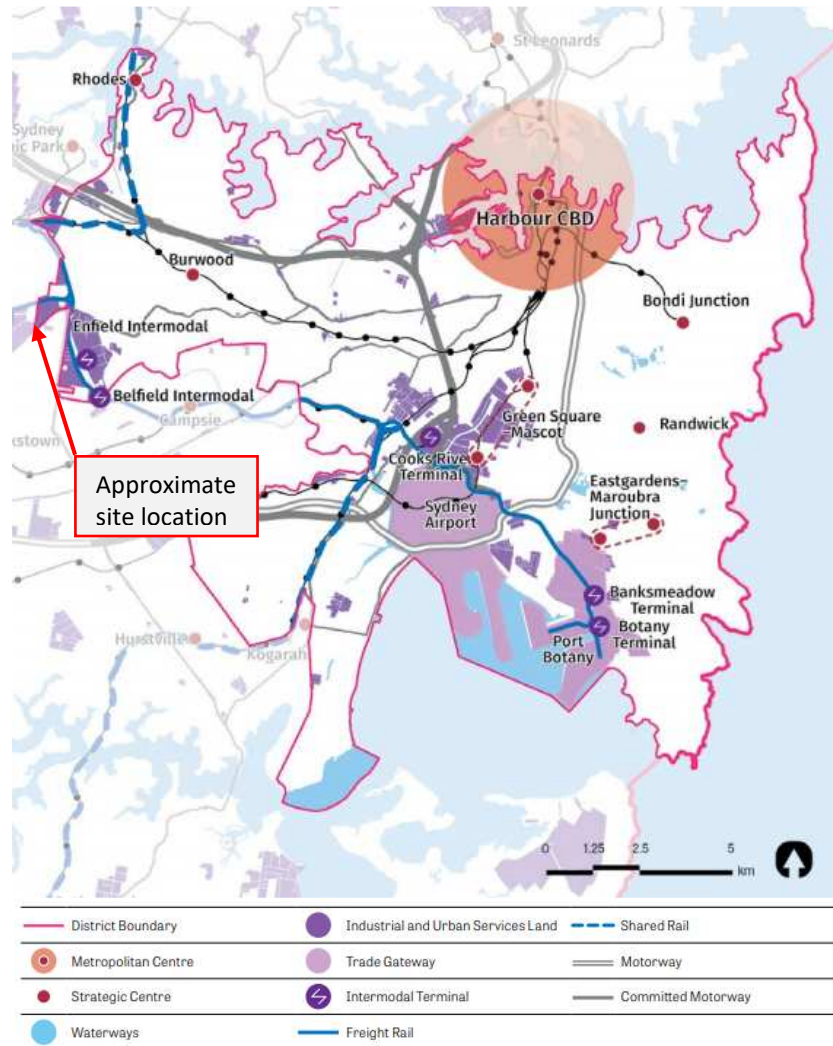 St Leonards
Rhodes
Sydney
ic Park
Harbour CBD
Burwood
Bondi Junction
Enfield Intermodal
Belfield Intermodal
Campsie
kstown
Green Square
-Mascot
Randwick
Cooks River
Terminal
Approximate
site location
Eastgardens-
Maroubra
Junction
Sydney
Airport
Banksmeadow
Terminal
Botany
Terminal
Port
Botany
Hurstville
Kogarah
0 1.25 2.5 5
km
District Boundary Industrial and Urban Services Land Shared Rail
Metropolitan Centre Trade Gateway Motorway
Strategic Centre Intermodal Terminal Committed Motorway
Waterways Freight Rail